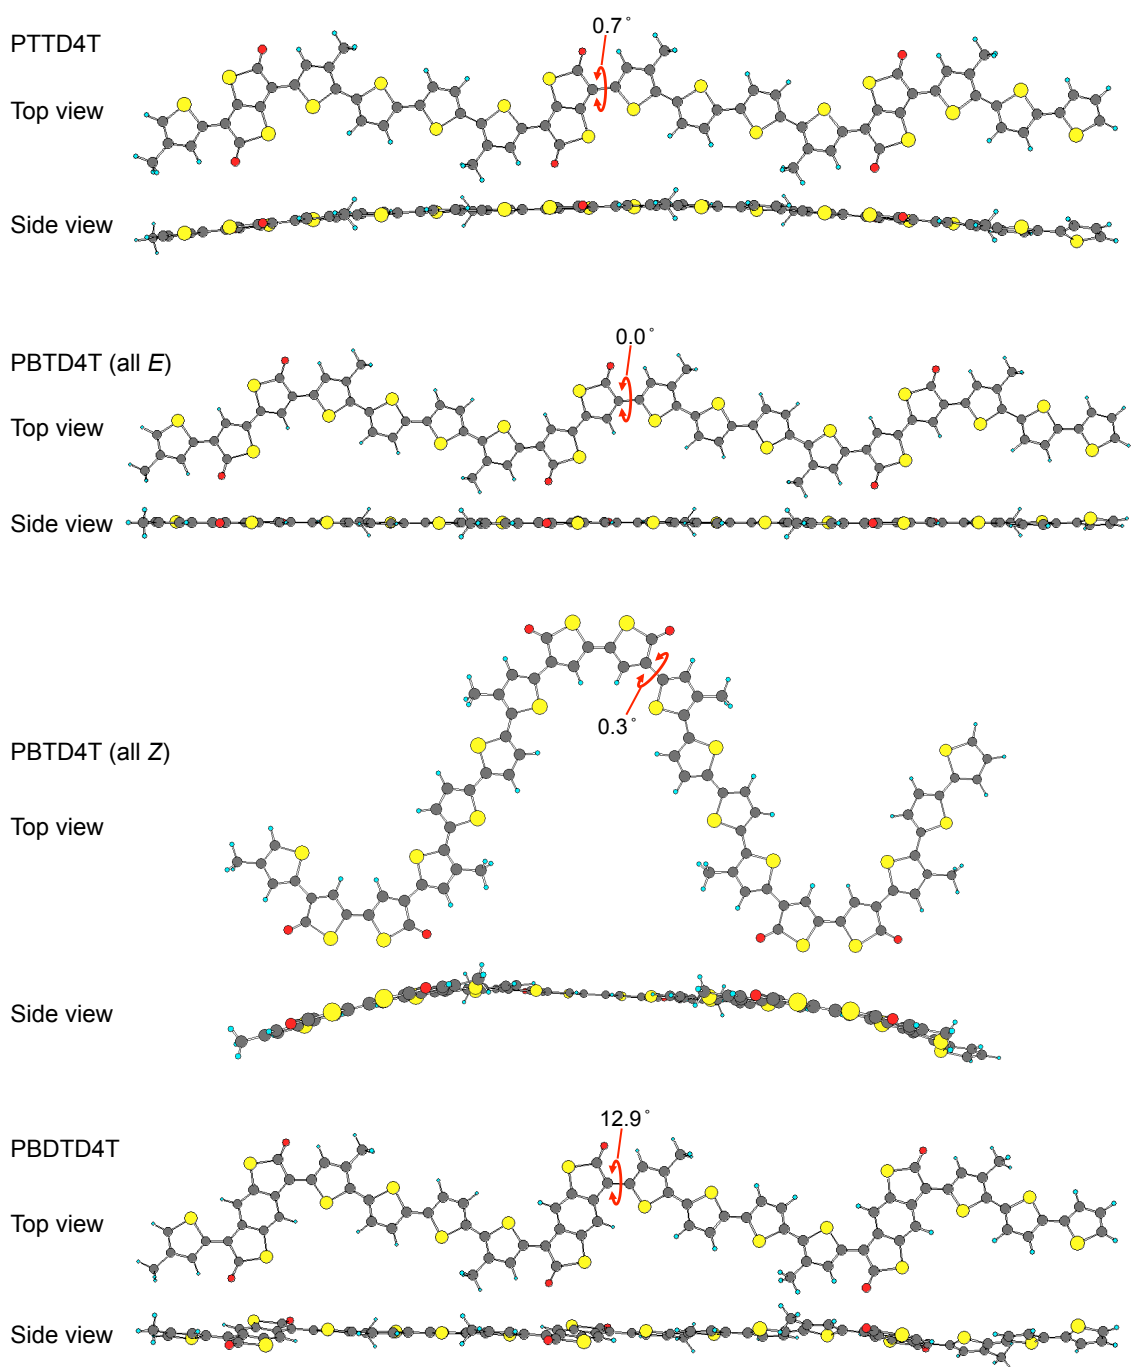 0.7°
PTTD4T
Top view
Side view
0.0°
PBTD4T (all E)
Top view
Side view
0.3°
PBTD4T (all Z)
Top view
Side view
12.9°
PBDTD4T
Top view
Side view